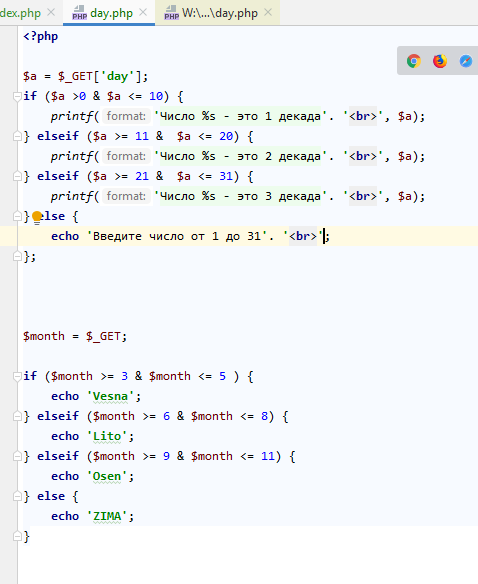 dex.php × day.php × W:\...\day.php ×
<?php
$a = $_GET['day'];
if ($a >0 & $a <= 10) {
printf( format: 'Число %s - это 1 декада'. '<br>', $a);
} elseif ($a >= 11 &  $a <= 20) {
printf( format: 'Число %s - это 2 декада'. '<br>', $a);
} elseif ($a >= 21 &  $a <= 31) {
printf( format: 'Число %s - это 3 декада'. '<br>', $a);
} else {
echo 'Введите число от 1 до 31'. '<br>';
};
$month = $_GET;
if ($month >= 3 & $month <= 5 ) {
echo 'Vesna';
} elseif ($month >= 6 & $month <= 8) {
echo 'Lito';
} elseif ($month >= 9 & $month <= 11) {
echo 'Osen';
} else {
echo 'ZIMA';
}